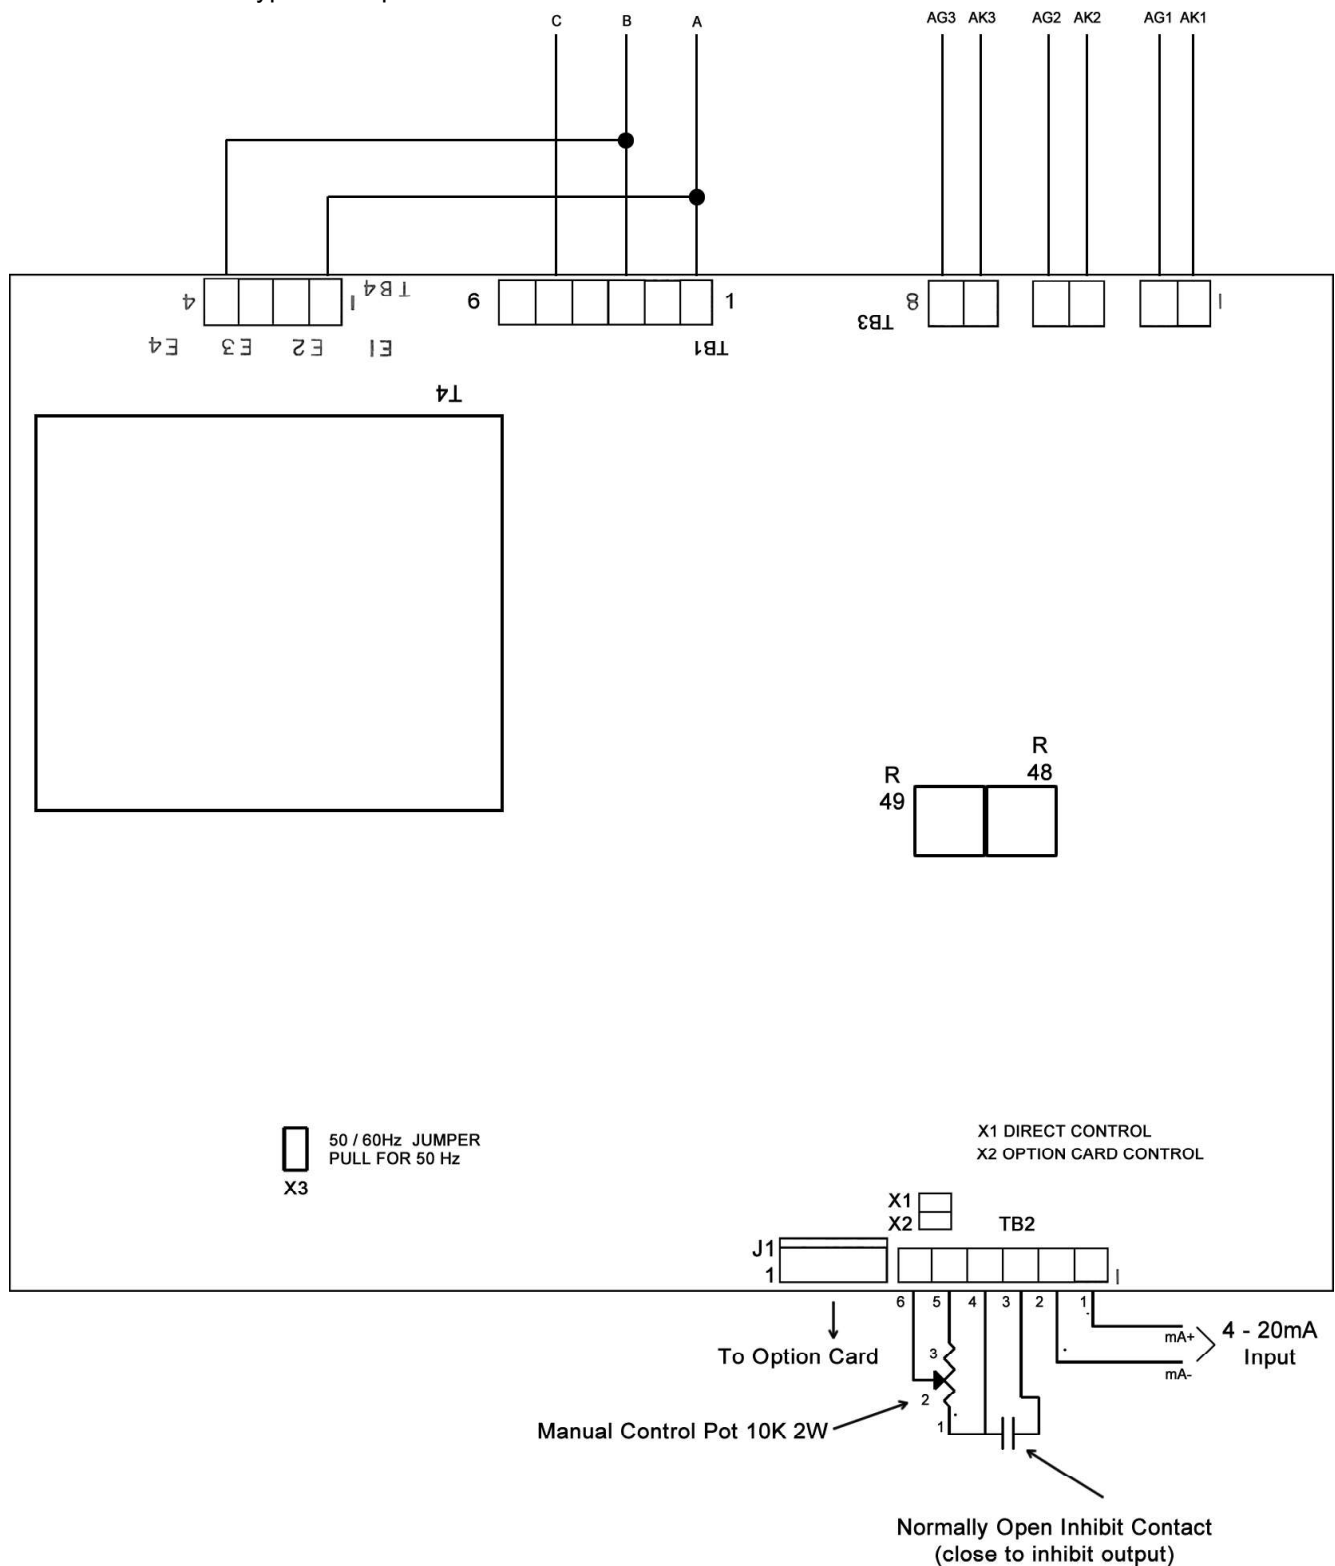 C B A AG3 AK3 AG2 AK2 AG1 AK1
4 1 TB4 6 1 8 1
TB3
E4 E3 E2 E1 TB1
T4
R
48
R
49
50 / 60Hz JUMPER
PULL FOR 50 Hz
X3
X1 DIRECT CONTROL
X2 OPTION CARD CONTROL
X1
X2
TB2
J1
1
1
6 5 4 3 2 1
mA+
mA-
4 - 20mA
Input
To Option Card
3
2
1
Manual Control Pot 10K 2W
Normally Open Inhibit Contact
(close to inhibit output)